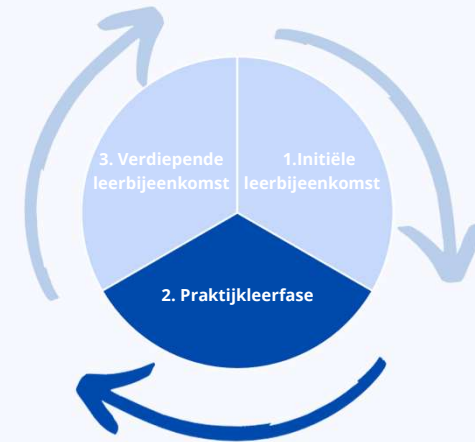 1.Initiële
leerbijeenkomst
2. Praktijkleerfase
3. Verdiepende
leerbijeenkomst